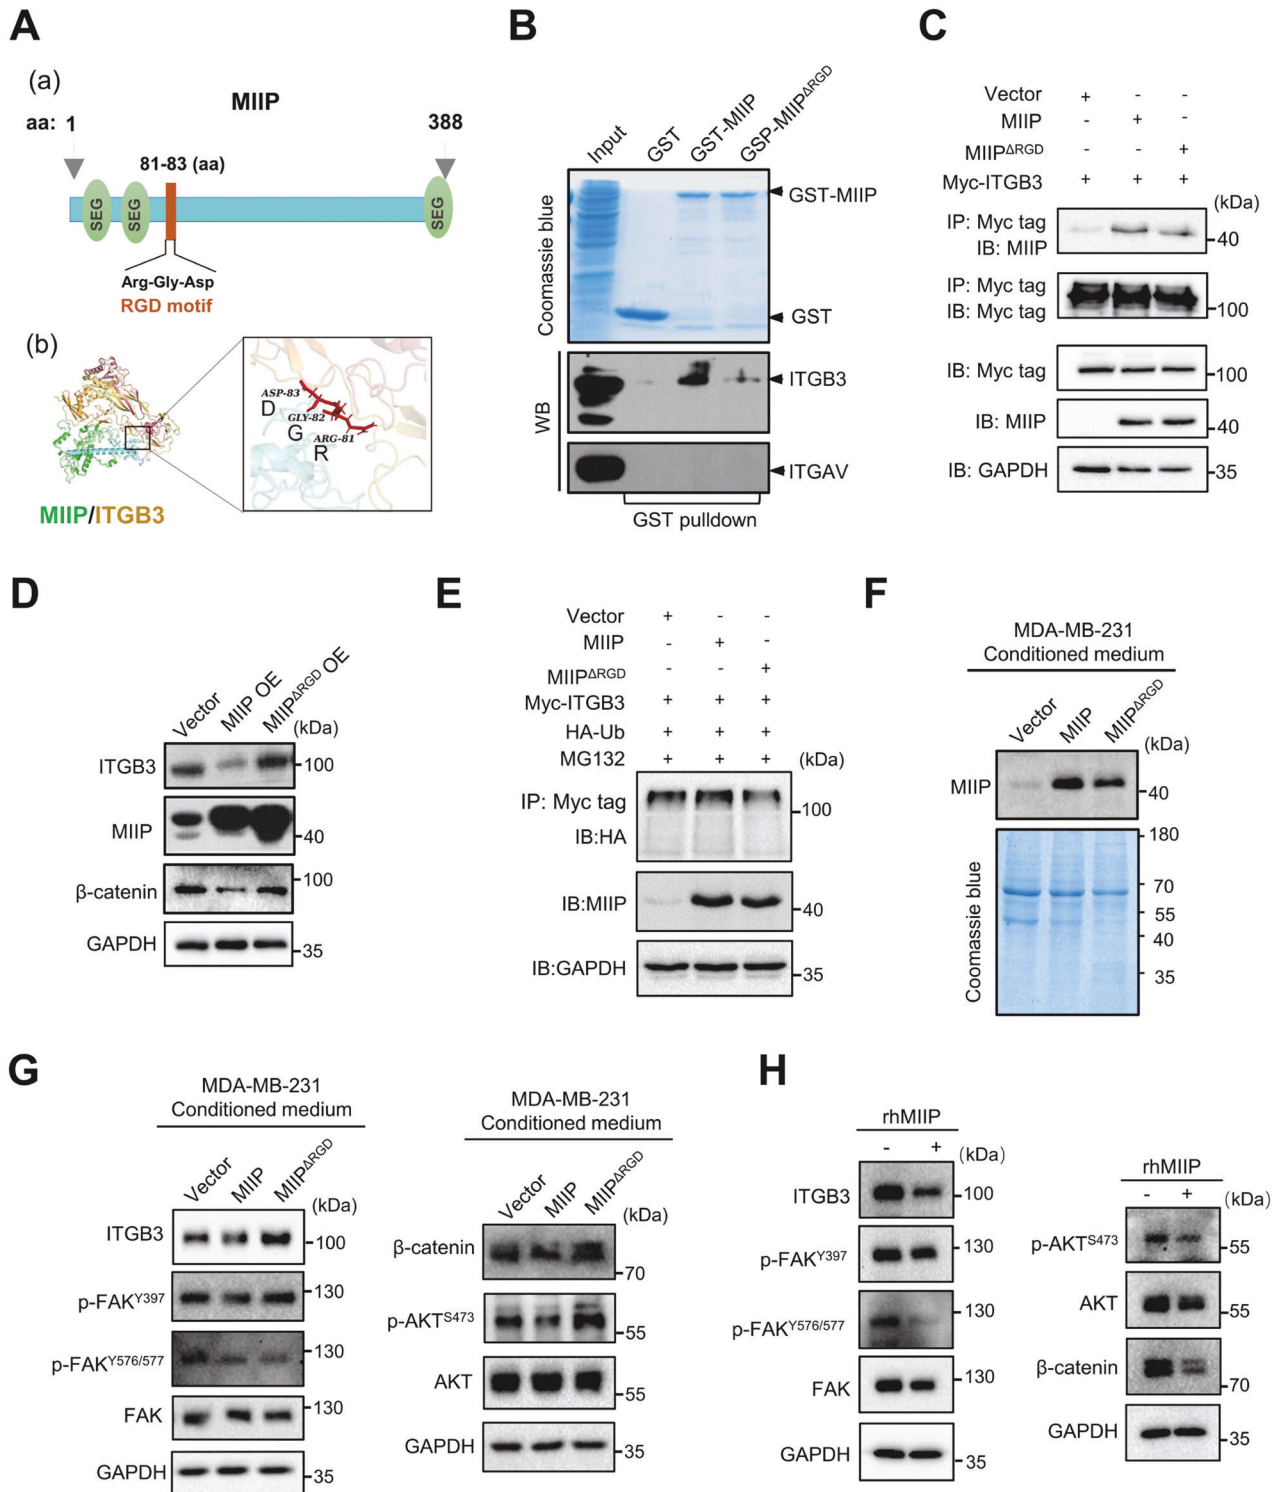 A
(a)
MIIP
aa: 1
388
81-83 (aa)
SEG
SEG
SEG
Arg-Gly-Asp
RGD motif
(b)
ASP-83
D
GLY-82
G
ARG-81
R
MIIP/ITGB3
B
Input
GST
GST-MIIP
GSP-MIIPΔRGD
Coomassie blue
GST-MIIP
GST
WB
ITGB3
ITGAV
GST pulldown
C
Vector + - -
MIIP - + -
MIIPΔRGD - - +
Myc-ITGB3 + + +
(kDa)
IP: Myc tag
IB: MIIP
40
IP: Myc tag
IB: Myc tag
100
IB: Myc tag
100
IB: MIIP
40
IB: GAPDH
35
D
Vector
MIIP OE
MIIPΔRGD OE
(kDa)
ITGB3
100
MIIP
40
β-catenin
100
GAPDH
35
E
Vector + - -
MIIP - + -
MIIPΔRGD - - +
Myc-ITGB3 + + +
HA-Ub + + +
MG132 + + + (kDa)
IP: Myc tag
100
IB:HA
IB:MIIP
40
IB:GAPDH
35
F
MDA-MB-231
Conditioned medium
Vector
MIIP
MIIPΔRGD
(kDa)
MIIP
40
Coomassie blue
180
70
55
40
35
G
MDA-MB-231
Conditioned medium
Vector
MIIP
MIIPΔRGD
(kDa)
ITGB3
100
p-FAKY397
130
p-FAKY576/577
130
FAK
130
GAPDH
35
MDA-MB-231
Conditioned medium
Vector
MIIP
MIIPΔRGD
(kDa)
β-catenin
70
p-AKTS473
55
AKT
55
GAPDH
35
H
rhMIIP
- +
(kDa)
ITGB3
100
p-FAKY397
130
p-FAKY576/577
130
FAK
130
GAPDH
35
rhMIIP
- + (kDa)
p-AKTS473
55
AKT
55
β-catenin
70
GAPDH
35